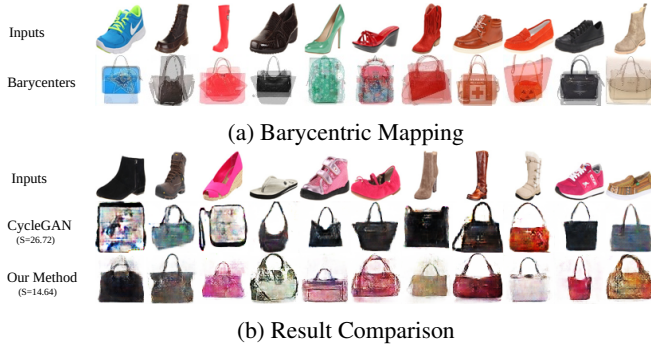 Inputs
Barycenters
(a) Barycentric Mapping
Inputs
CycleGAN
(S=26.72)
Our Method
(S=14.64)
(b) Result Comparison